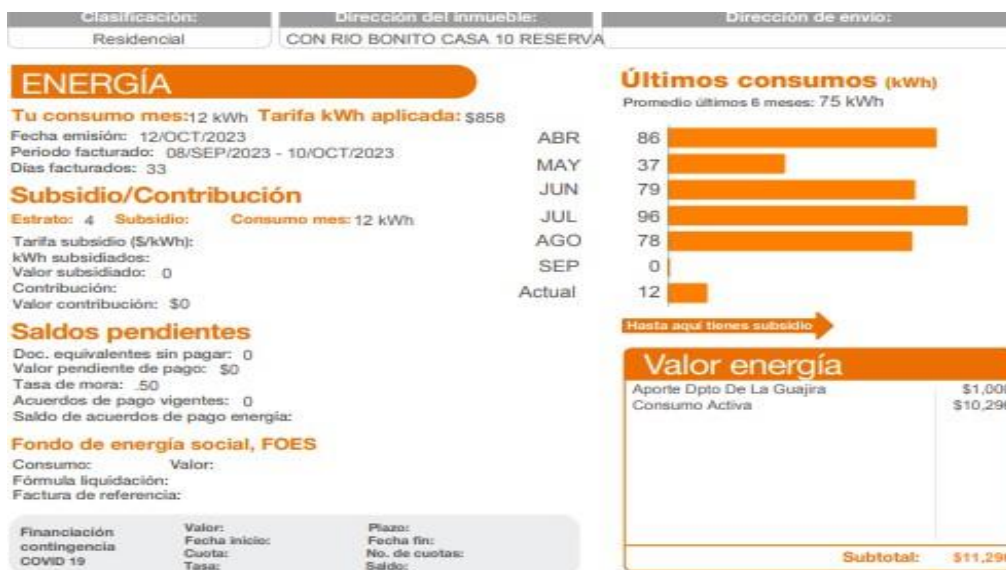 Clasificación: Dirección del inmueble: Dirección de envío:
Residencial CON RIO BONITO CASA 10 RESERVA
ENERGÍA
Tu consumo mes:12 kWh Tarifa kWh aplicada: $858
Fecha emisión: 12/OCT/2023
Periodo facturado: 08/SEP/2023 - 10/OCT/2023
Días facturados: 33
Subsidio/Contribución
Estrato: 4 Subsidio: Consumo mes: 12 kWh
Tarifa subsidio ($/kWh):
kWh subsidiados:
Valor subsidiado: 0
Contribución:
Valor contribución: $0
Saldos pendientes
Doc. equivalentes sin pagar: 0
Valor pendiente de pago: $0
Tasa de mora: .50
Acuerdos de pago vigentes: 0
Saldo de acuerdos de pago energía:
Fondo de energía social, FOES
Consumo: Valor:
Fórmula liquidación:
Factura de referencia:
Financiación contingencia COVID 19
Valor: Plazo:
Fecha inicio: Fecha fin:
Cuota: No. de cuotas:
Tasa: Saldo:
Últimos consumos (kWh)
Promedio últimos 6 meses: 75 kWh
ABR 86
MAY 37
JUN 79
JUL 96
AGO 78
SEP 0
Actual 12
Hasta aquí tienes subsidio
Valor energía
Aporte Dpto De La Guajira $1,000
Consumo Activa $10,296
Subtotal: $11,296